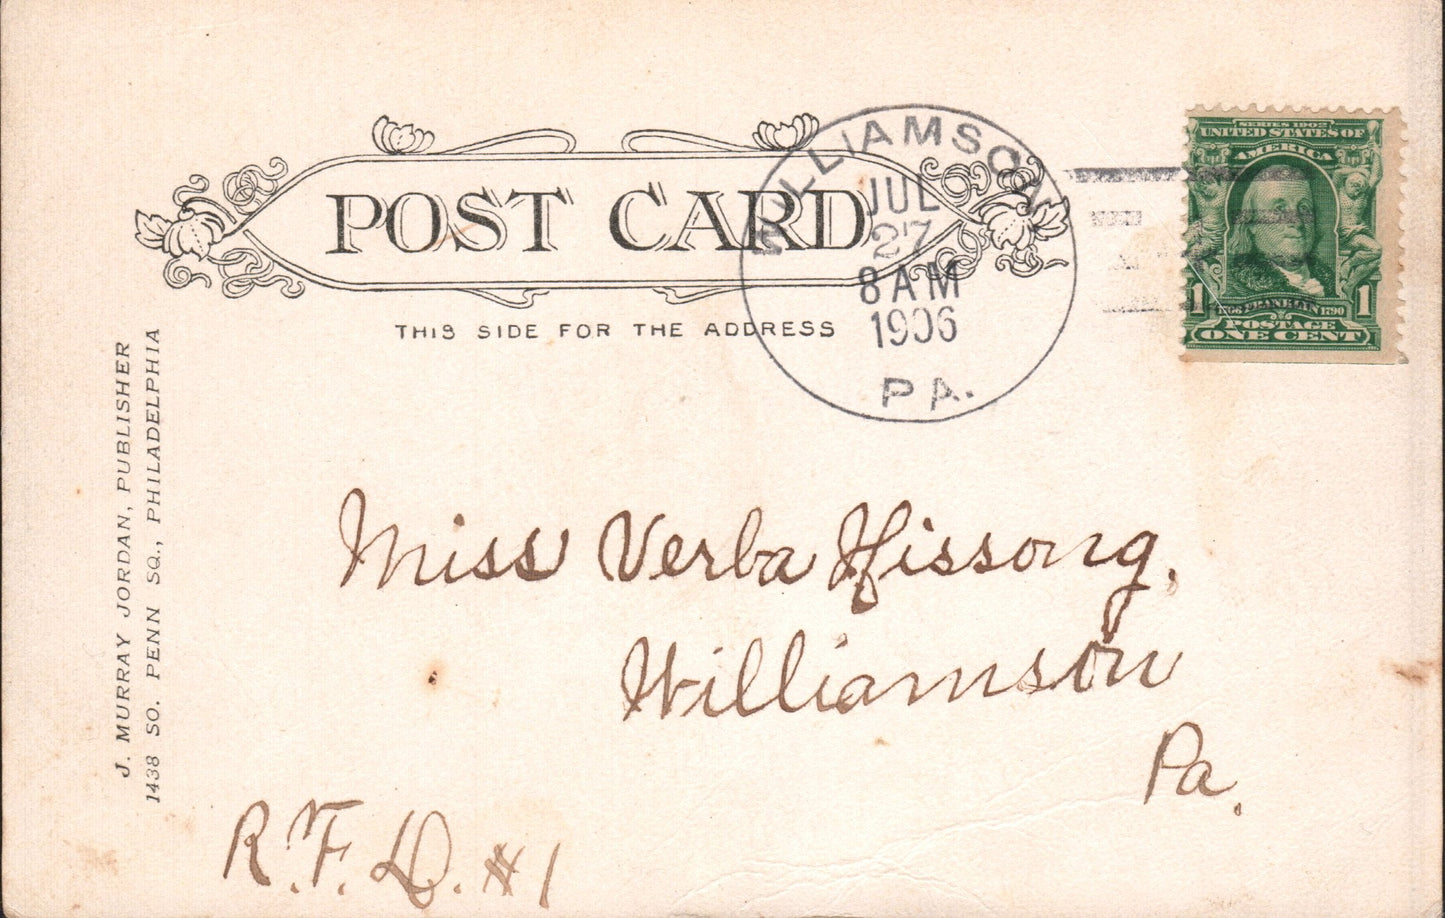 POST CARD
THIS SIDE FOR THE ADDRESS
WILLIAMSON
JUL
27
8 AM
1906
PA.
SERIES 1902
UNITED STATES OF
AMERICA
1 1766 FRANKLIN 1790 1
POSTAGE
ONE CENT
J. MURRAY JORDAN, PUBLISHER
1438 SO. PENN SQ., PHILADELPHIA
Miss Verba Hissong,
Williamson
Pa.
R.F.D. #1